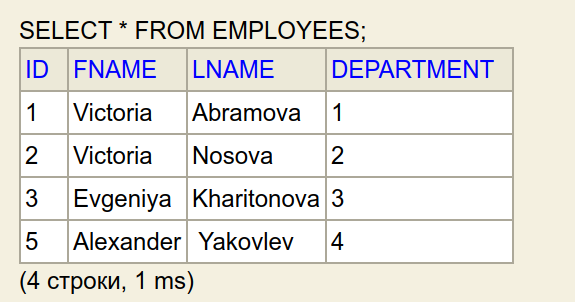 SELECT * FROM EMPLOYEES;
ID FNAME LNAME DEPARTMENT
1 Victoria Abramova 1
2 Victoria Nosova 2
3 Evgeniya Kharitonova 3
5 Alexander Yakovlev 4
(4 строки, 1 ms)